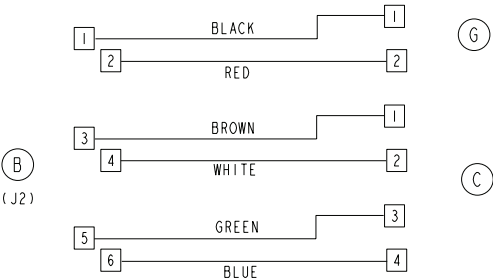 1 BLACK 1
G
2 RED 2
3 BROWN 1
B
4 WHITE 2
C
(J2)
5 GREEN 3
6 BLUE 4